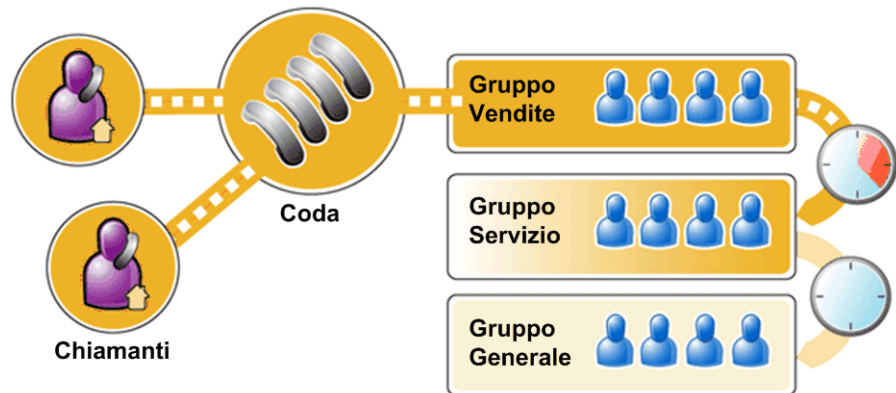 Gruppo
Vendite
Coda
Gruppo
Servizio
Chiamanti
Gruppo
Generale